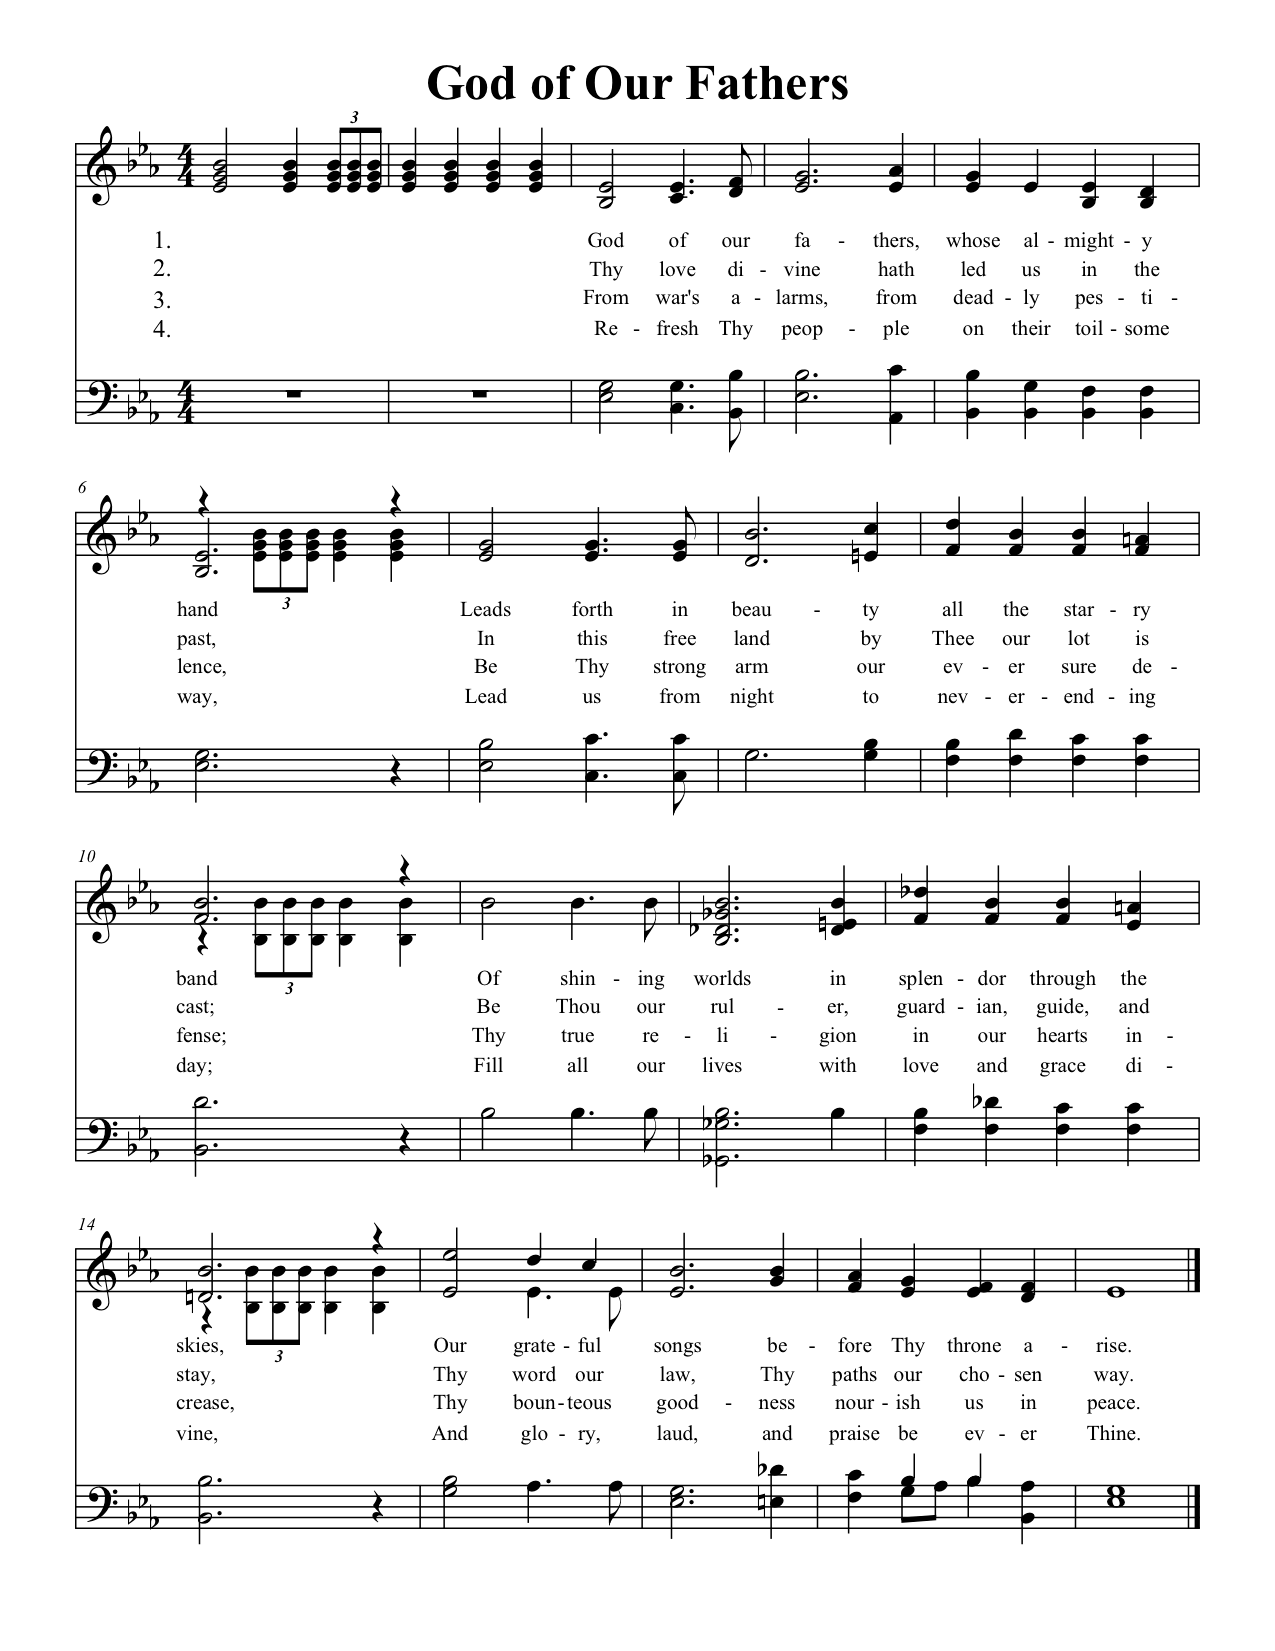 God of Our Fathers
3
1. God of our fa - thers, whose al - might - y
2. Thy love di - vine hath led us in the
3. From war's a - larms, from dead - ly pes - ti -
4. Re - fresh Thy peop - ple on their toil - some
6
3
hand Leads forth in beau - ty all the star - ry
past, In this free land by Thee our lot is
lence, Be Thy strong arm our ev - er sure de -
way, Lead us from night to nev - er - end - ing
10
3
band Of shin - ing worlds in splen - dor through the
cast; Be Thou our rul - er, guard - ian, guide, and
fense; Thy true re - li - gion in our hearts in -
day; Fill all our lives with love and grace di -
14
3
skies, Our grate - ful songs be - fore Thy throne a - rise.
stay, Thy word our law, Thy paths our cho - sen way.
crease, Thy boun - teous good - ness nour - ish us in peace.
vine, And glo - ry, laud, and praise be ev - er Thine.